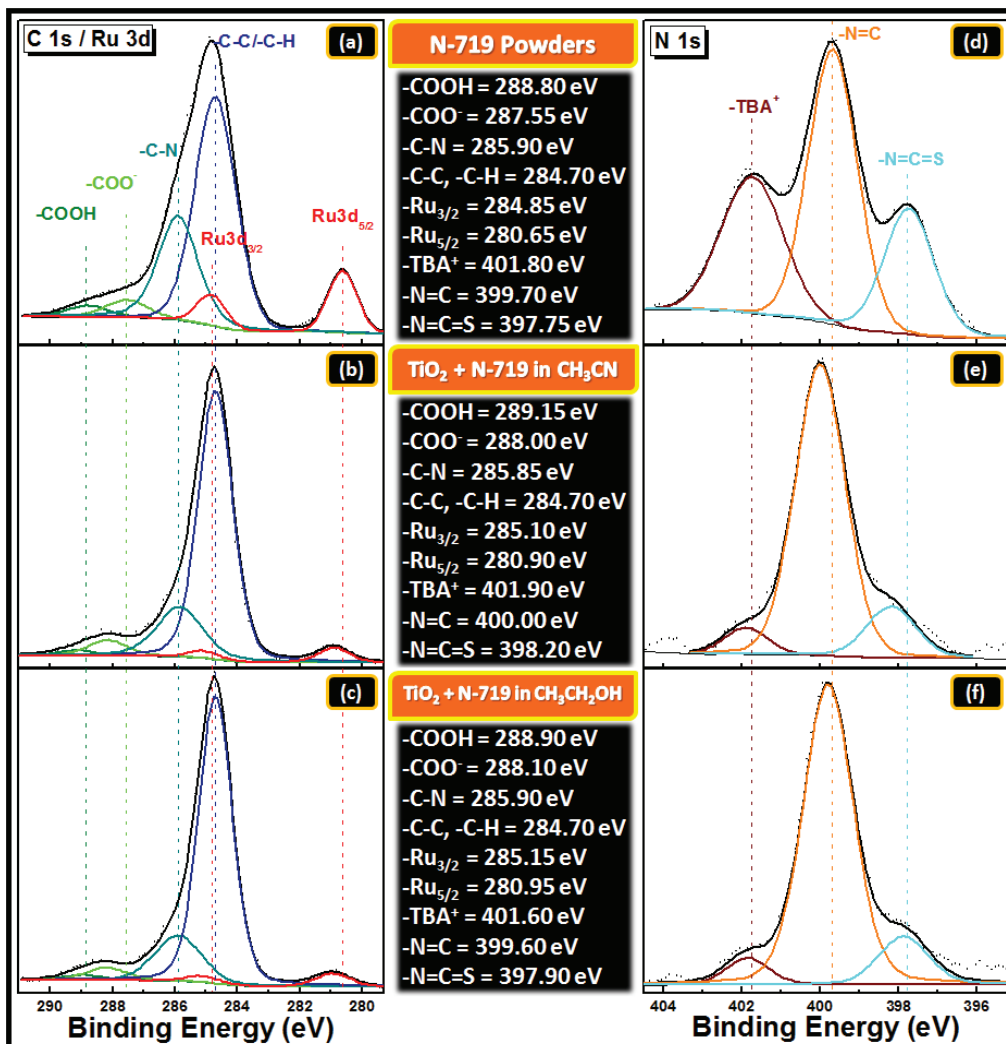 C 1s / Ru 3d
(a)
-C-C/-C-H
-C-N
-COO⁻
-COOH
Ru3d₃/₂
Ru3d₅/₂
N-719 Powders
-COOH = 288.80 eV
-COO⁻ = 287.55 eV
-C-N = 285.90 eV
-C-C, -C-H = 284.70 eV
-Ru₃/₂ = 284.85 eV
-Ru₅/₂ = 280.65 eV
-TBA⁺ = 401.80 eV
-N=C = 399.70 eV
-N=C=S = 397.75 eV
N 1s
(d)
-N=C
-TBA⁺
-N=C=S
(b)
TiO₂ + N-719 in CH₃CN
-COOH = 289.15 eV
-COO⁻ = 288.00 eV
-C-N = 285.85 eV
-C-C, -C-H = 284.70 eV
-Ru₃/₂ = 285.10 eV
-Ru₅/₂ = 280.90 eV
-TBA⁺ = 401.90 eV
-N=C = 400.00 eV
-N=C=S = 398.20 eV
(e)
(c)
TiO₂ + N-719 in CH₃CH₂OH
-COOH = 288.90 eV
-COO⁻ = 288.10 eV
-C-N = 285.90 eV
-C-C, -C-H = 284.70 eV
-Ru₃/₂ = 285.15 eV
-Ru₅/₂ = 280.95 eV
-TBA⁺ = 401.60 eV
-N=C = 399.60 eV
-N=C=S = 397.90 eV
(f)
290 288 286 284 282 280
Binding Energy (eV)
404 402 400 398 396
Binding Energy (eV)